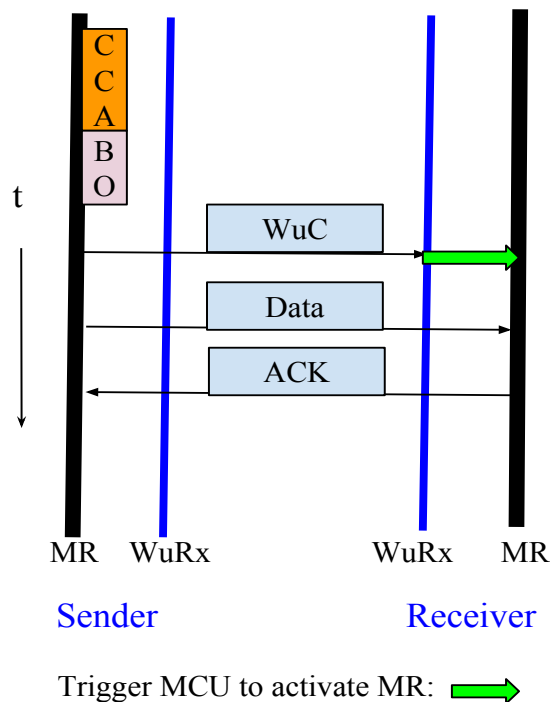 C
C
A
B
O
t
WuC
Data
ACK
MR WuRx WuRx MR
Sender Receiver
Trigger MCU to activate MR: